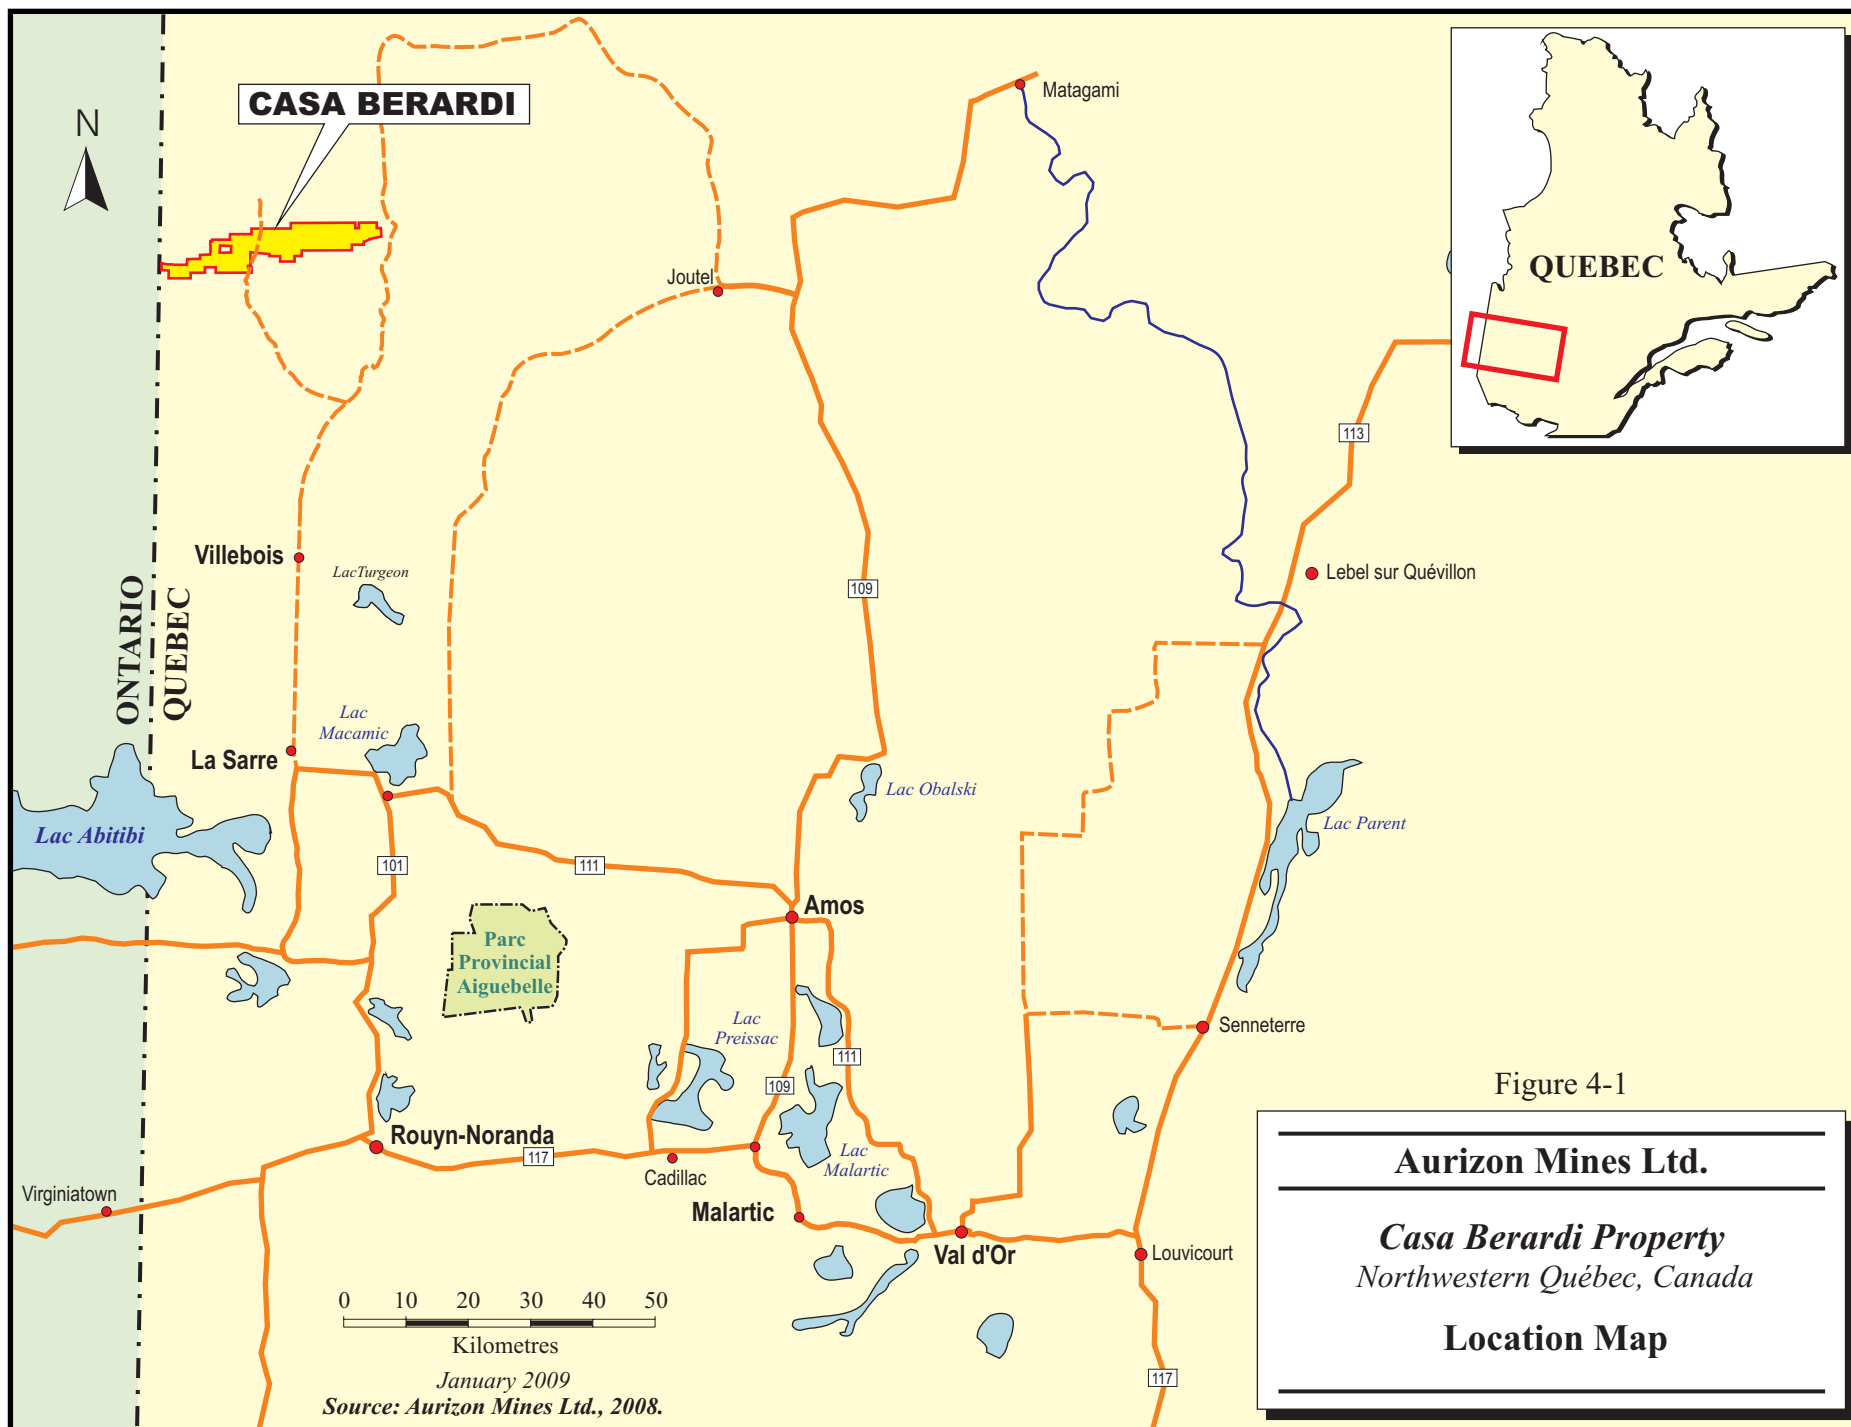 CASA BERARDI
N
Matagami
QUEBEC
Joutel
113
Villebois
LacTurgeon
109
Lebel sur Quévillon
ONTARIO
QUEBEC
Lac
Macamic
La Sarre
Lac Obalski
Lac Abitibi
Lac Parent
101
111
Amos
Parc
Provincial
Aiguebelle
Lac
Preissac
Senneterre
111
109
Figure 4-1
Rouyn-Noranda
117
Lac
Malartic
Cadillac
Virginiatown
Malartic
Val d'Or
Louvicourt
Aurizon Mines Ltd.
Casa Berardi Property
Northwestern Québec, Canada
Location Map
0 10 20 30 40 50
Kilometres
January 2009
Source: Aurizon Mines Ltd., 2008.
117